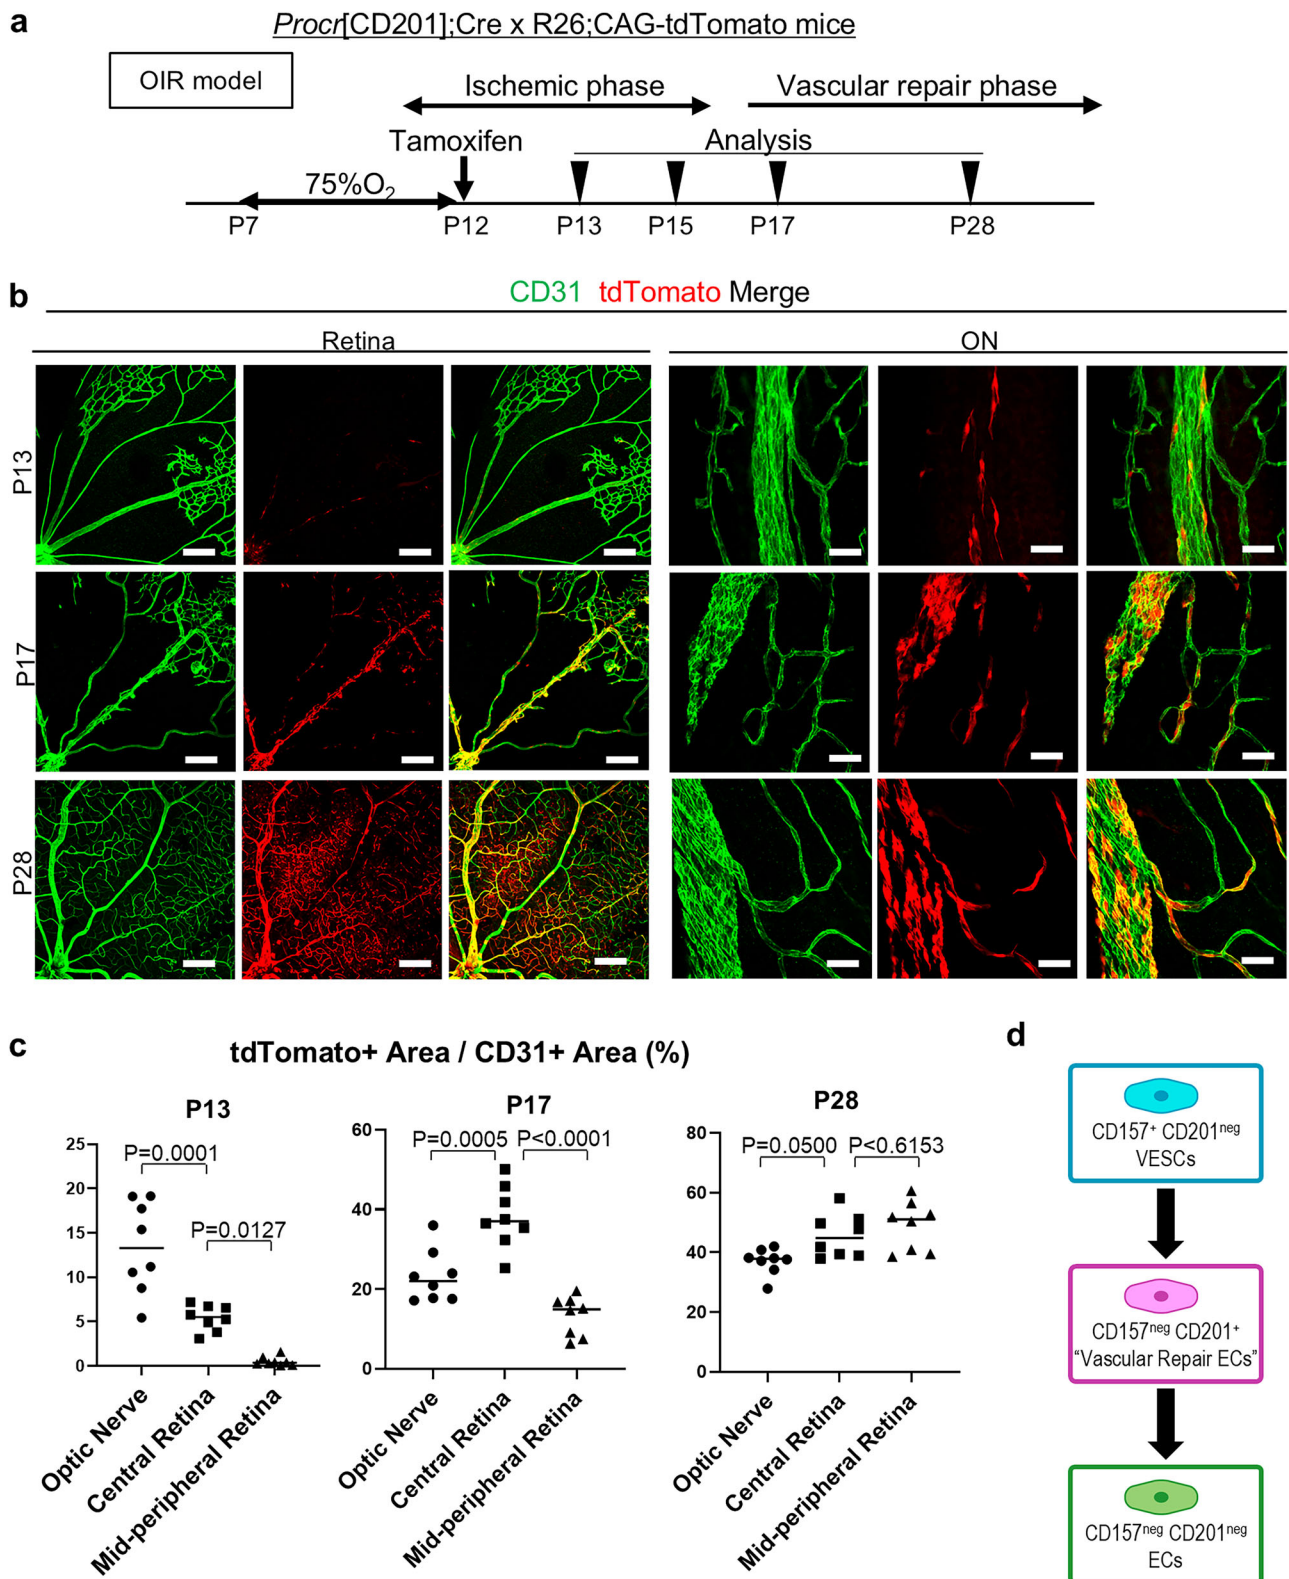 a
Procr[CD201];Cre x R26;CAG-tdTomato mice
OIR model
Ischemic phase
Vascular repair phase
Tamoxifen
Analysis
75%O₂
P7
P12
P13
P15
P17
P28
b
CD31 tdTomato Merge
Retina
ON
P13
P17
P28
c
tdTomato+ Area / CD31+ Area (%)
P13
P=0.0001
P=0.0127
25
20
15
10
5
0
Optic Nerve
Central Retina
Mid-peripheral Retina
P17
P=0.0005
P<0.0001
60
40
20
0
Optic Nerve
Central Retina
Mid-peripheral Retina
P28
P=0.0500
P<0.6153
80
60
40
20
0
Optic Nerve
Central Retina
Mid-peripheral Retina
d
CD157⁺ CD201ⁿᵉᵍ
VESCs
CD157ⁿᵉᵍ CD201⁺
“Vascular Repair ECs”
CD157ⁿᵉᵍ CD201ⁿᵉᵍ
ECs